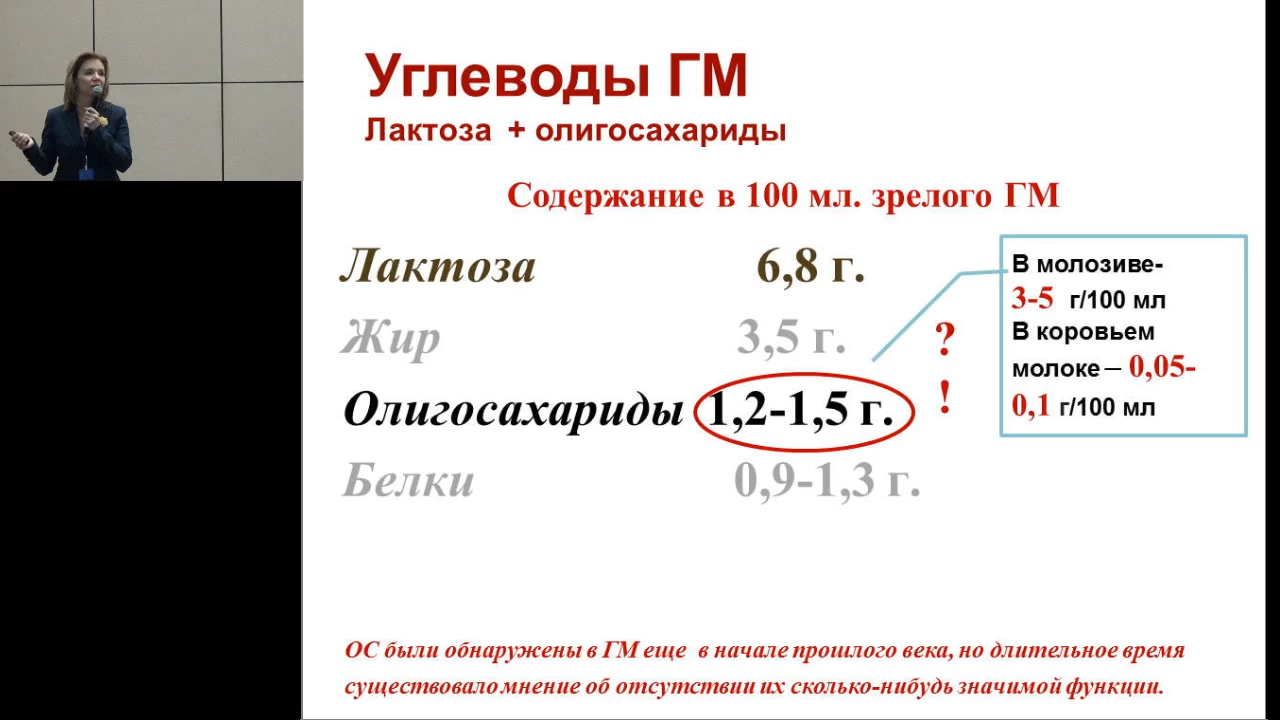 Углеводы ГМ
Лактоза + олигосахариды
Содержание в 100 мл. зрелого ГМ
Лактоза 6,8 г.
Жир 3,5 г. ?
Олигосахариды 1,2-1,5 г. !
Белки 0,9-1,3 г.
В молозиве-
3-5 г/100 мл
В коровьем
молоке – 0,05-
0,1 г/100 мл
ОС были обнаружены в ГМ еще в начале прошлого века, но длительное время
существовало мнение об отсутствии их сколько-нибудь значимой функции.